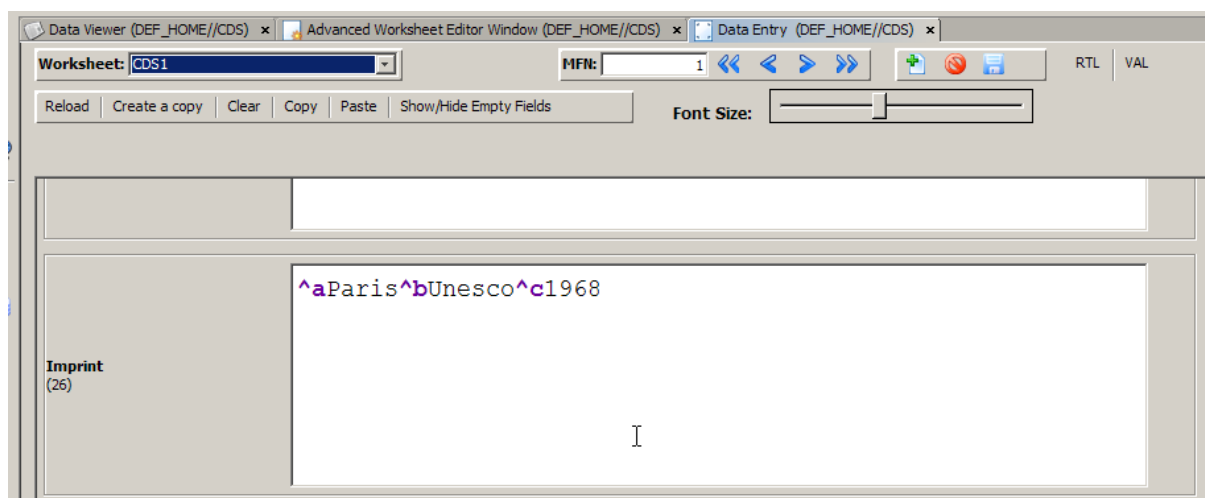 Data Viewer (DEF_HOME//CDS) x Advanced Worksheet Editor Window (DEF_HOME//CDS) x Data Entry (DEF_HOME//CDS) x
Worksheet: CDS1 MFN: 1 RTL VAL
Reload Create a copy Clear Copy Paste Show/Hide Empty Fields Font Size:
^aParis^bUnesco^c1968
Imprint
(26)